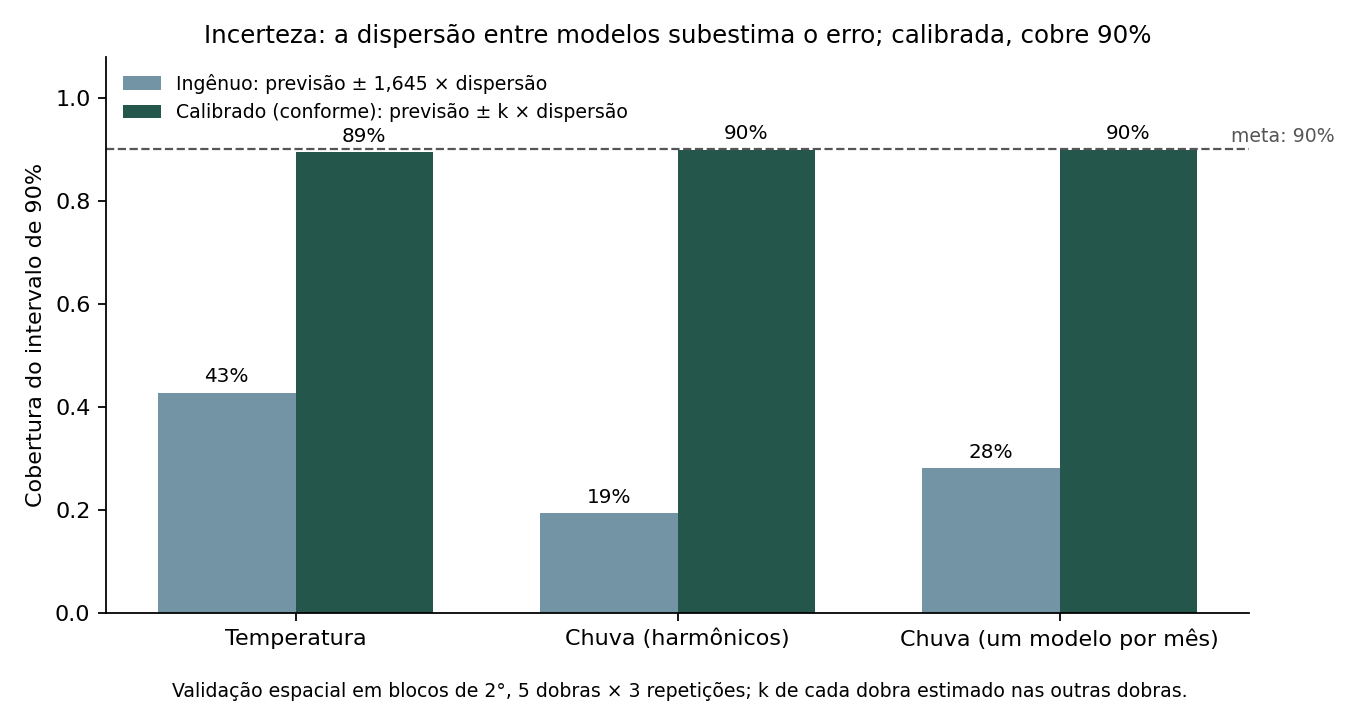 Incerteza: a dispersão entre modelos subestima o erro; calibrada, cobre 90%
Ingênuo: previsão ± 1,645 × dispersão
Calibrado (conforme): previsão ± k × dispersão
Cobertura do intervalo de 90%
1.0
0.8
0.6
0.4
0.2
0.0
meta: 90%
43%
89%
19%
90%
28%
90%
Temperatura
Chuva (harmônicos)
Chuva (um modelo por mês)
Validação espacial em blocos de 2°, 5 dobras × 3 repetições; k de cada dobra estimado nas outras dobras.